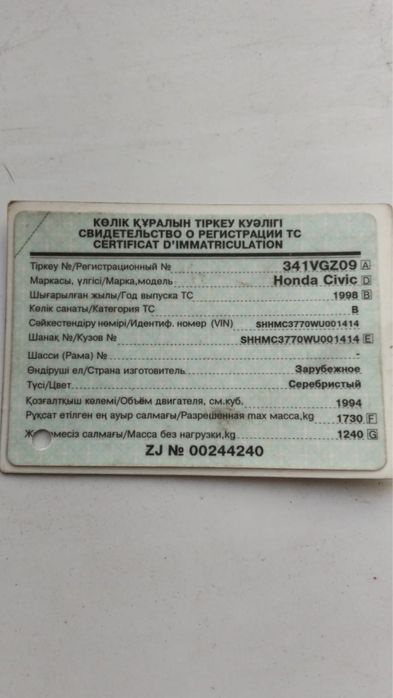 КӨЛІК ҚҰРАЛЫН ТІРКЕУ КУӘЛІГІ
СВИДЕТЕЛЬСТВО О РЕГИСТРАЦИИ ТС
CERTIFICAT D'IMMATRICULATION
Тіркеу №/Регистрационный № 341VGZ09 A
Маркасы, үлгісі/Марка,модель Honda Civic D
Шығарылған жылы/Год выпуска ТС 1998 B
Көлік санаты/Категория ТС B
Сәйкестендіру нөмірі/Идентиф. номер (VIN) SHHMC3770WU001414
Шанақ №/Кузов № SHHMC3770WU001414 E
Шасси (Рама) № -
Өндіруші ел/Страна изготовитель Зарубежное
Түсі/Цвет Серебристый
Қозғалтқыш көлемі/Объём двигателя, см.куб. 1994
Рұқсат етілген ең ауыр салмағы/Разрешенная max масса,kg 1730 F
салмағы/Масса без нагрузки,kg 1240 G
ZJ № 00244240